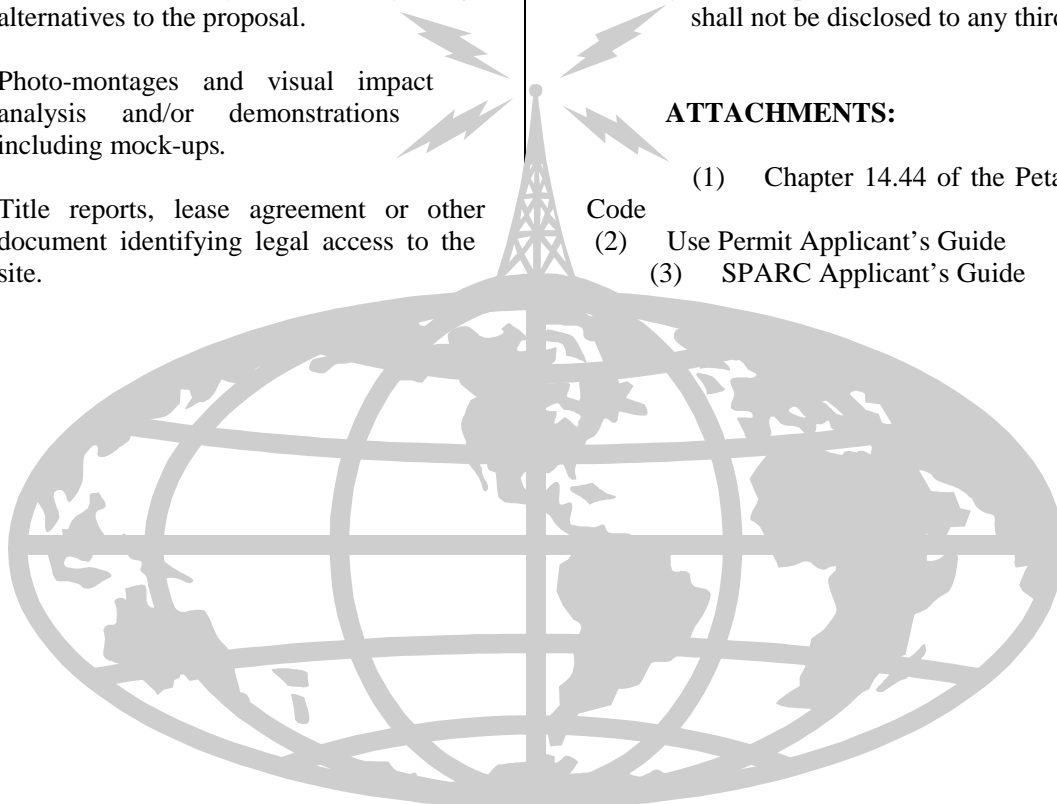 alternatives to the proposal.
Photo-montages and visual impact
analysis and/or demonstrations
including mock-ups.
Title reports, lease agreement or other
document identifying legal access to the
site.
shall not be disclosed to any third
ATTACHMENTS:
(1) Chapter 14.44 of the Peta
Code
(2) Use Permit Applicant’s Guide
(3) SPARC Applicant’s Guide